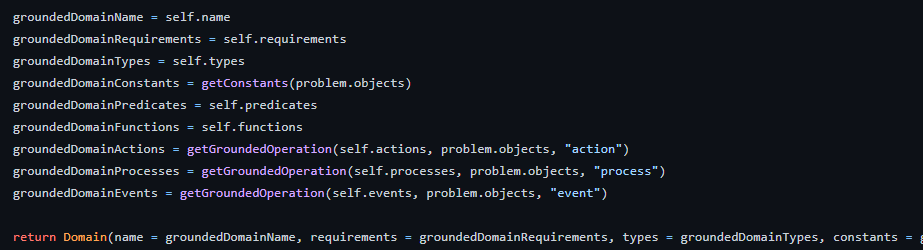 groundedDomainName = self.name
groundedDomainRequirements = self.requirements
groundedDomainTypes = self.types
groundedDomainConstants = getConstants(problem.objects)
groundedDomainPredicates = self.predicates
groundedDomainFunctions = self.functions
groundedDomainActions = getGroundedOperation(self.actions, problem.objects, "action")
groundedDomainProcesses = getGroundedOperation(self.processes, problem.objects, "process")
groundedDomainEvents = getGroundedOperation(self.events, problem.objects, "event")
return Domain(name = groundedDomainName, requirements = groundedDomainRequirements, types = groundedDomainTypes, constants =